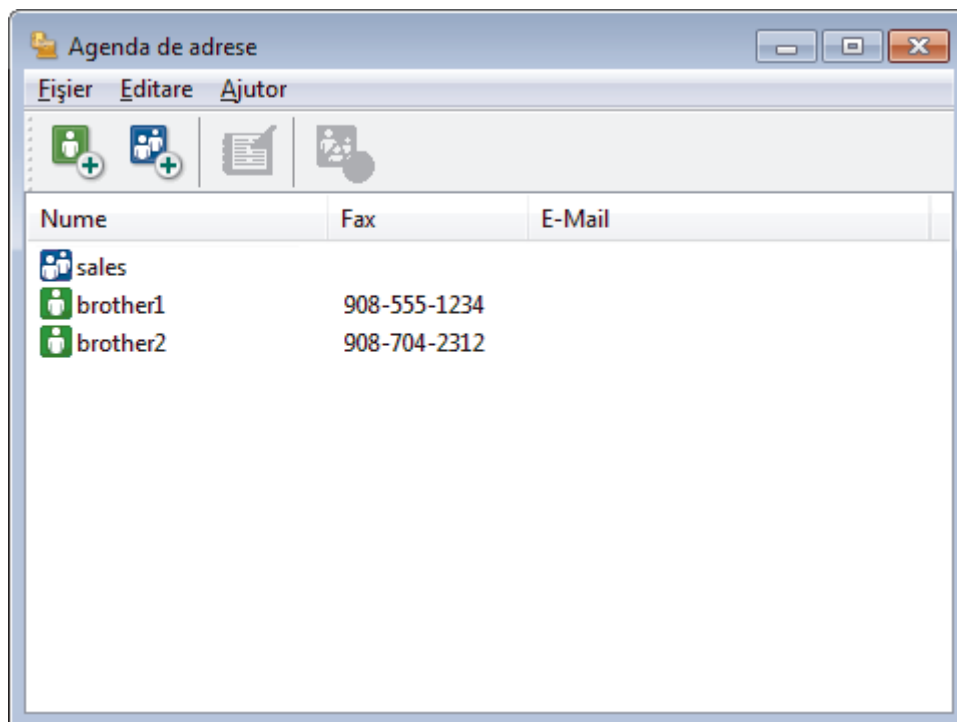 Agenda de adrese
Fişier Editare Ajutor
Nume Fax E-Mail
sales
brother1 908-555-1234
brother2 908-704-2312